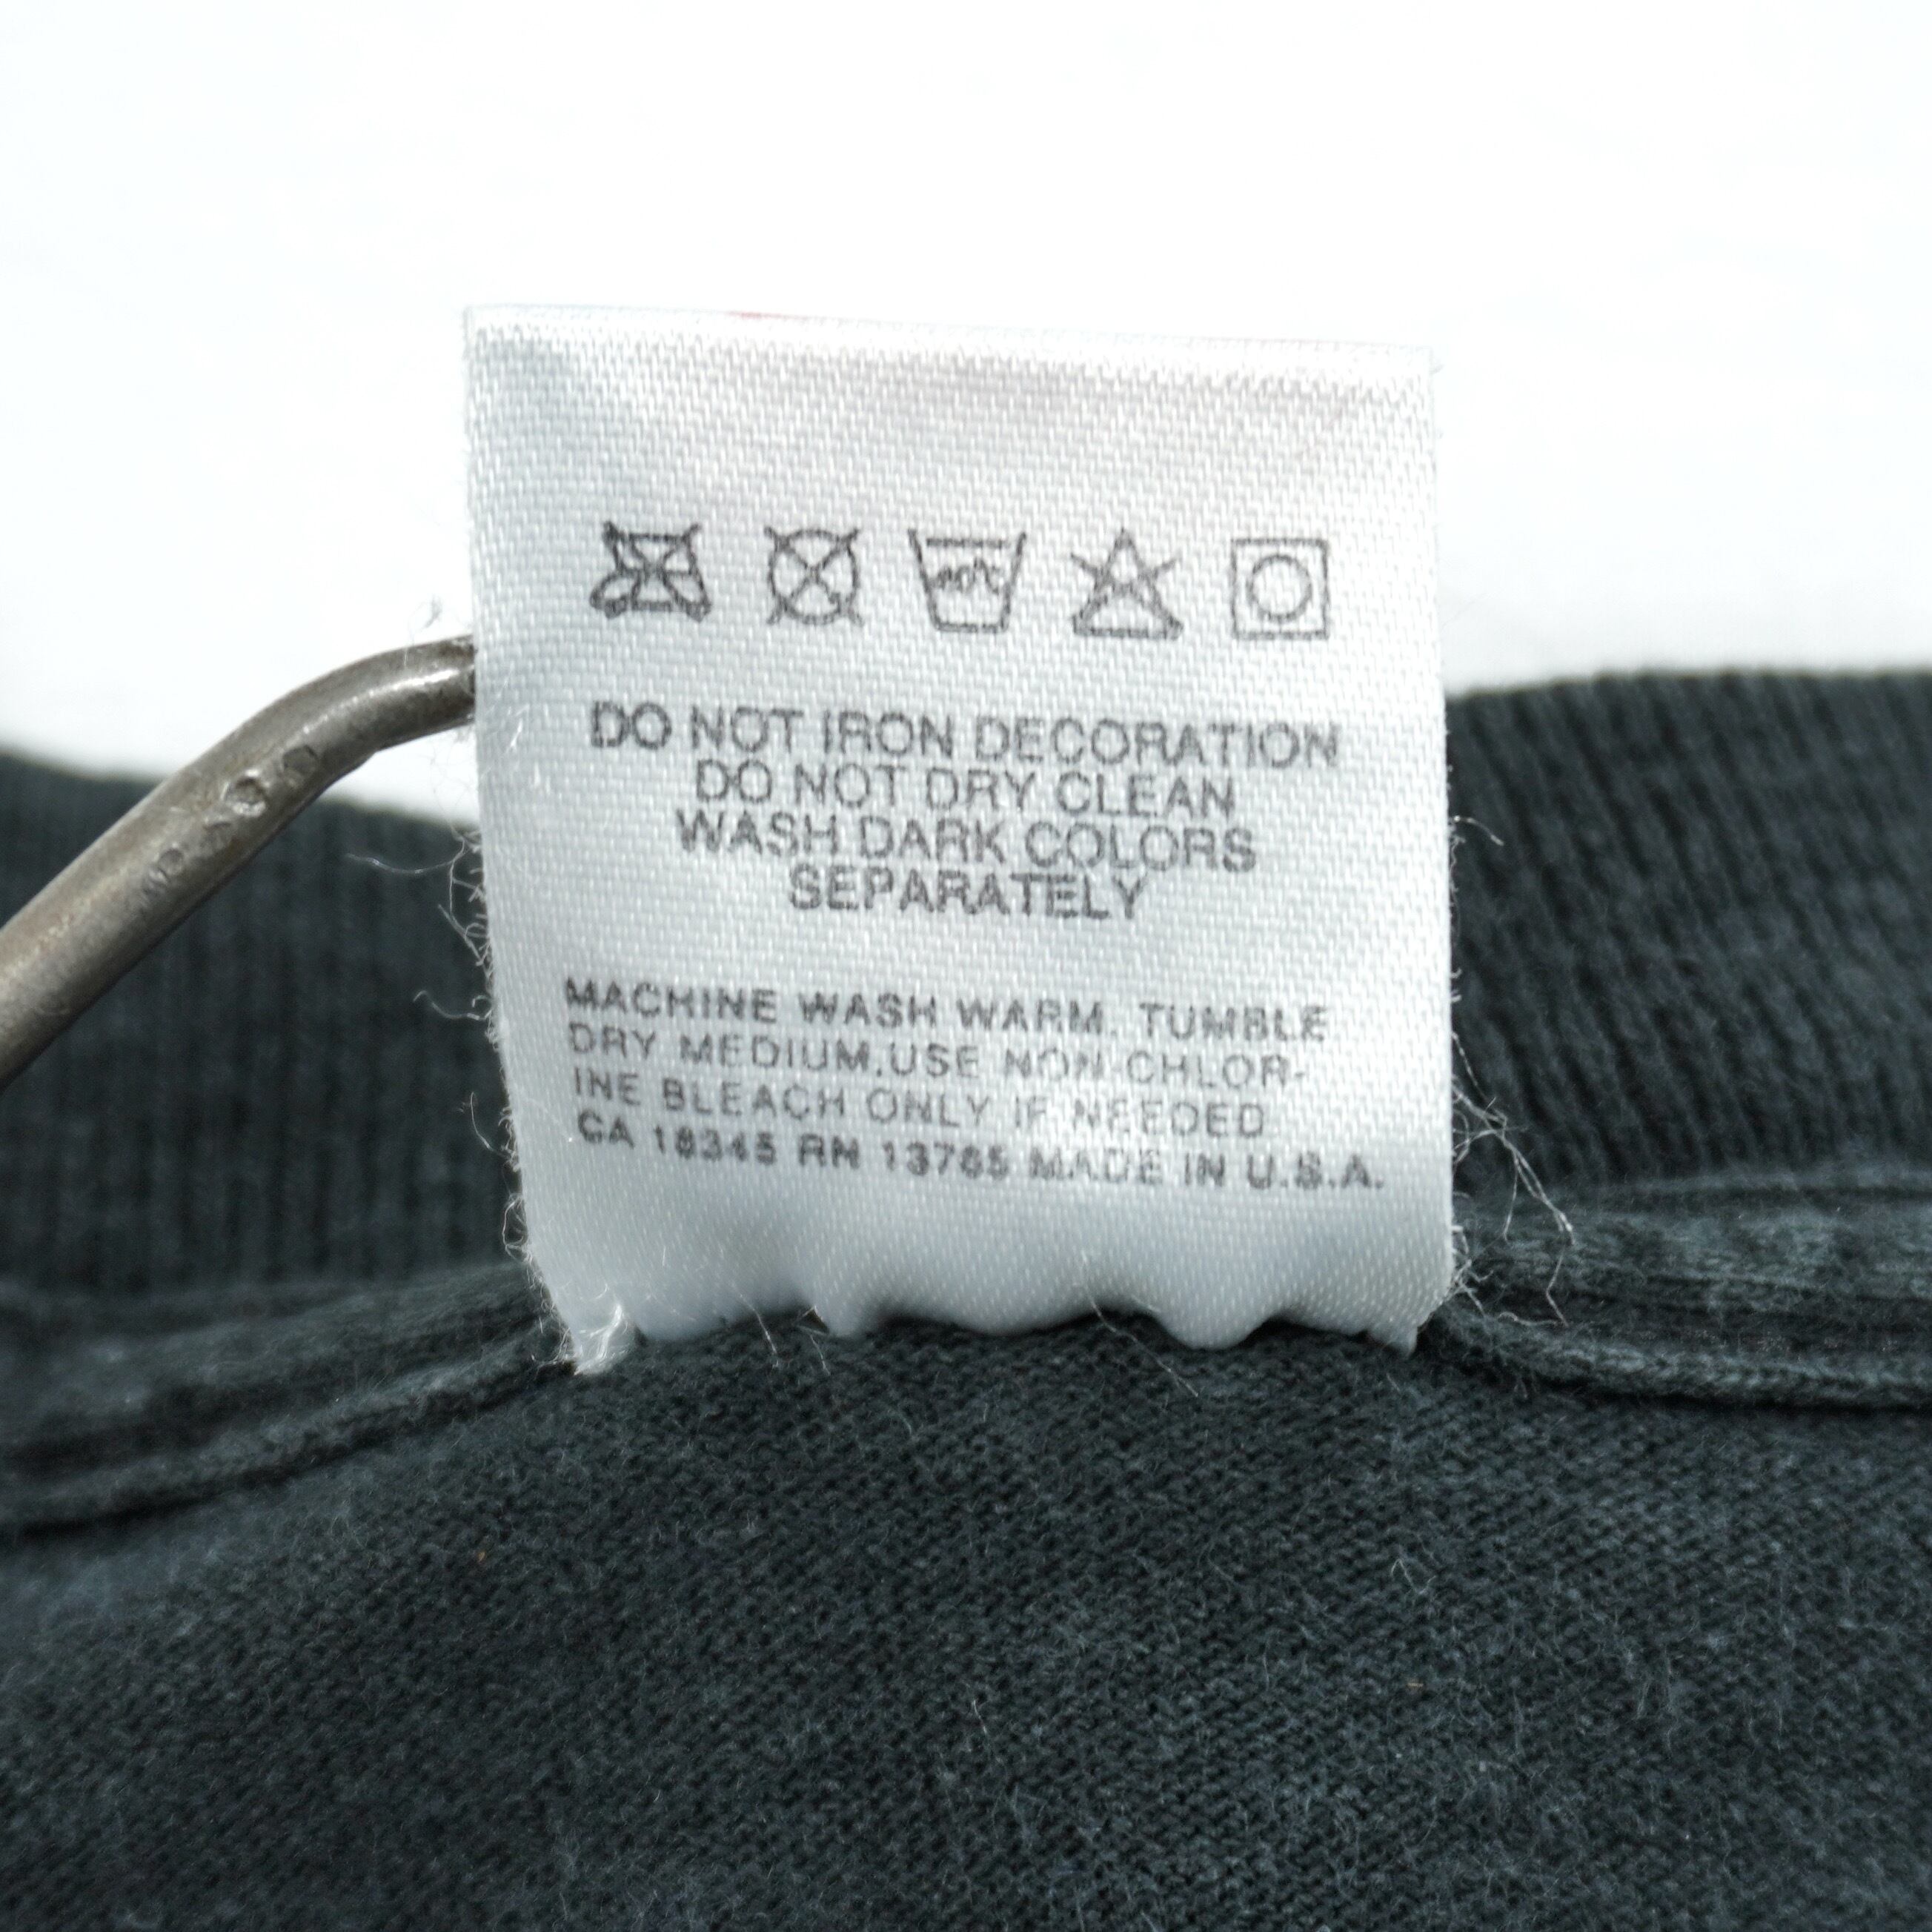 40°C
DO NOT IRON DECORATION
DO NOT DRY CLEAN
WASH DARK COLORS
SEPARATELY
MACHINE WASH WARM. TUMBLE
DRY MEDIUM.USE NON-CHLOR-
INE BLEACH ONLY IF NEEDED
CA 18345 RN 13765 MADE IN U.S.A.